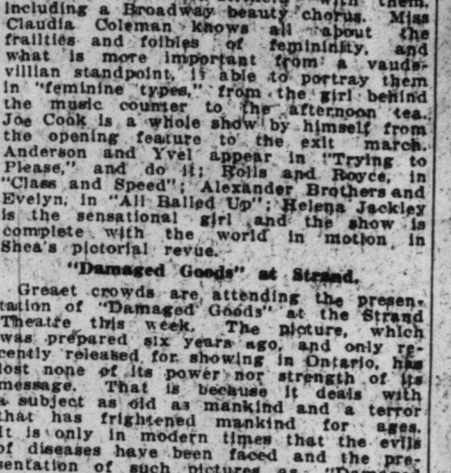 with them,
including a Broadway beauty chorus. Miss
Claudia Coleman knows all about the
frailties and foibles of femininity, and
what is more important from a vaude-
villian standpoint, is able to portray them
in "feminine types," from the girl behind
the music counter to the afternoon tea.
Joe Cook is a whole show by himself from
the opening feature to the exit march.
Anderson and Yvel appear in "Trying to
Please," and do it; Rolls and Royce, in
"Class and Speed"; Alexander Brothers and
Evelyn, in "All Balled Up"; Helena Jackley
is the sensational girl and the show is
complete with the world in motion in
Shea's pictorial revue.
"Damaged Goods" at Strand.
Greaet crowds are attending the presen-
tation of "Damaged Goods" at the Strand
Theatre this week. The picture, which
was prepared six years ago, and only re-
cently released for showing in Ontario, has
lost none of its power nor strength of its
message. That is because it deals with
a subject as old as mankind and a terror
that has frightened mankind for ages.
It is only in modern times that the evils
of diseases have been faced and the pre-
sentation of such pictures as